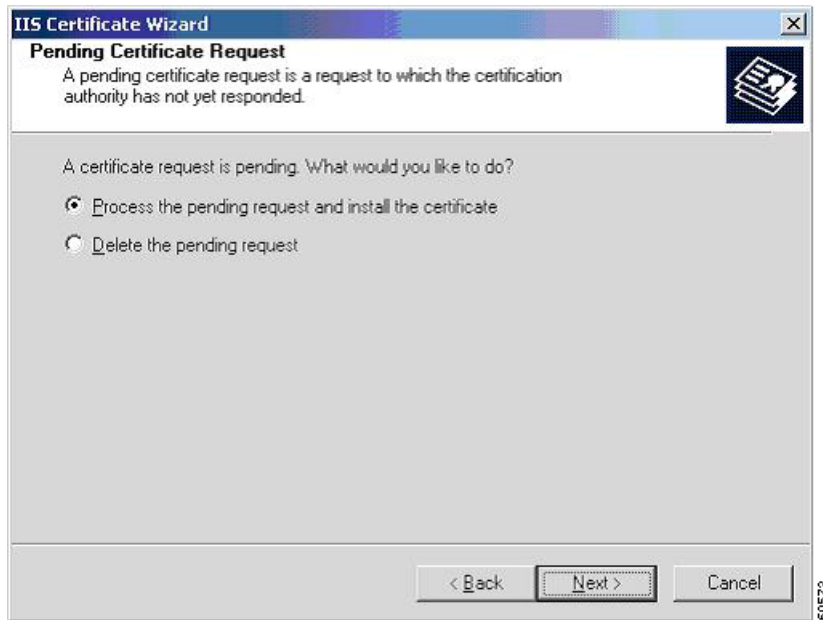 IIS Certificate Wizard
Pending Certificate Request
A pending certificate request is a request to which the certification
authority has not yet responded.
A certificate request is pending. What would you like to do?
Process the pending request and install the certificate
Delete the pending request
< Back
Next >
Cancel